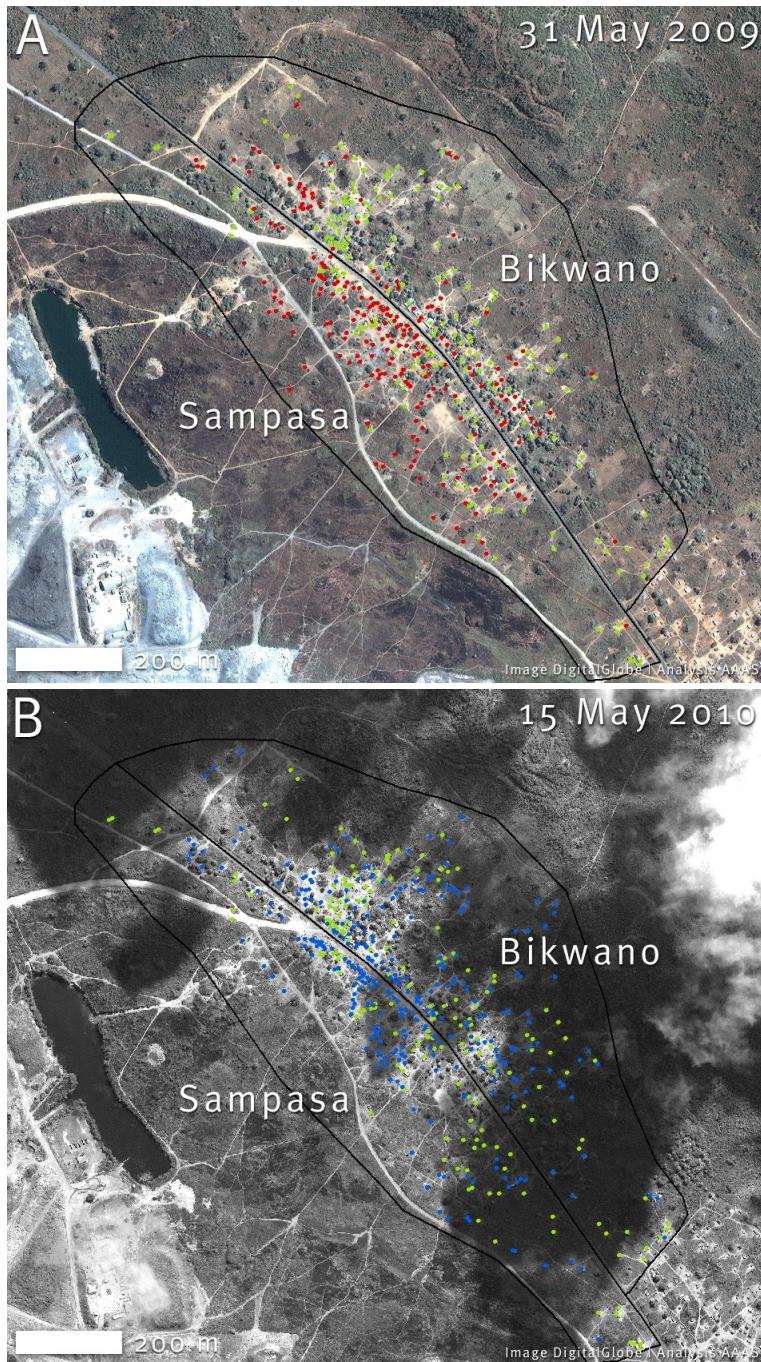 A
31 May 2009
Bikwano
Sampasa
200 m
Image DigitalGlobe | Analysis AAAS
B
15 May 2010
Bikwano
Sampasa
200 m
Image DigitalGlobe | Analysis AAAS